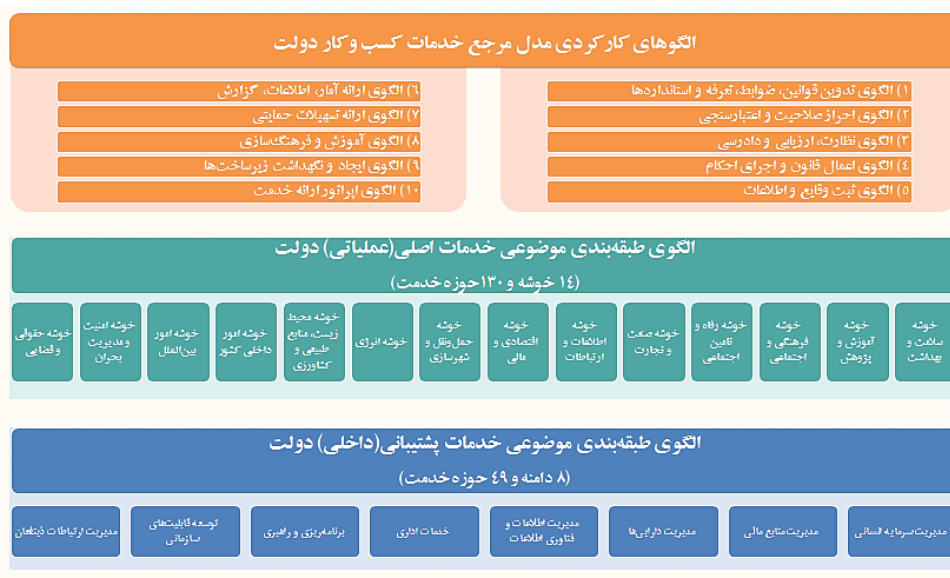 الگوهای کارکردی مدل مرجع خدمات کسب وکار دولت
۱) الگوی تدوین قوانین، ضوابط، تعرفه و استانداردها
۲) الگوی احراز صلاحیت و اعتبارسنجی
۳) الگوی نظارت، ارزیابی و دادرسی
۴) الگوی اعمال قانون و اجرای احکام
۵) الگوی ثبت وقایع و اطلاعات
۶) الگوی ارائه آمار، اطلاعات، گزارش
۷) الگوی ارائه تسهیلات حمایتی
۸) الگوی آموزش و فرهنگ‌سازی
۹) الگوی ایجاد و نگهداشت زیرساخت‌ها
۱۰) الگوی اپراتور ارائه خدمت
الگوی طبقه‌بندی موضوعی خدمات اصلی(عملیاتی) دولت
(۱۴ خوشه و ۱۳۰حوزه خدمت)
خوشه
سلامت و
بهداشت
خوشه
آموزش و
پژوهش
خوشه
فرهنگی و
اجتماعی
خوشه رفاه و
تامین
اجتماعی
خوشه صنعت
و تجارت
خوشه
اطلاعات و
ارتباطات
خوشه
اقتصادی و
مالی
خوشه
حمل‌ونقل و
شهرسازی
خوشه انرژی
خوشه محیط
زیست، منابع
طبیعی و
کشاورزی
خوشه امور
داخلی کشور
خوشه امور
بین‌الملل
خوشه امنیت
و مدیریت
بحران
خوشه حقوقی
و قضایی
الگوی طبقه‌بندی موضوعی خدمات پشتیبانی(داخلی) دولت
(۸ دامنه و ۴۹ حوزه خدمت)
مدیریت سرمایه انسانی
مدیریت منابع مالی
مدیریت دارایی‌ها
مدیریت اطلاعات و
فناوری اطلاعات
خدمات اداری
برنامه‌ریزی و راهبری
توسعه قابلیت‌های
سازمانی
مدیریت ارتباطات ذینفعان